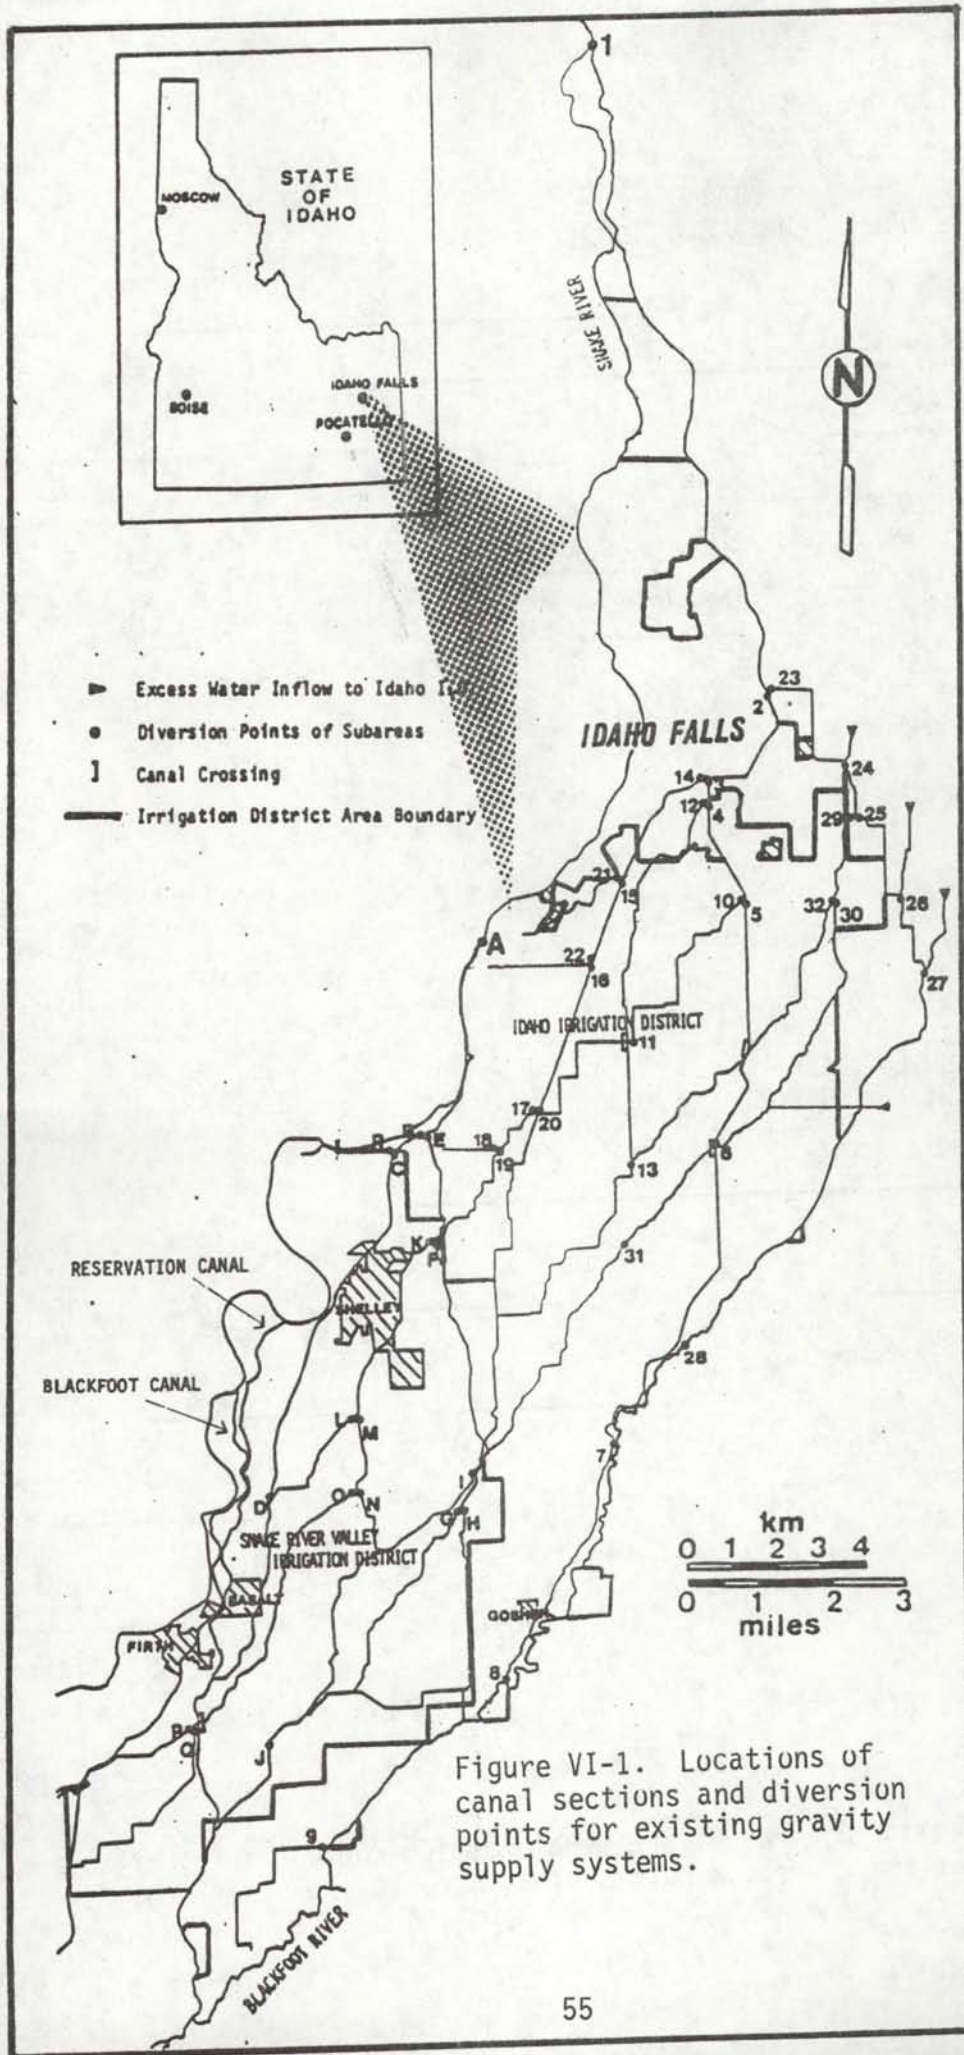 1
STATE
OF
IDAHO
MOSCOW
BOISE
IDAHO FALLS
POCATELLO
SNAKE RIVER
N
Excess Water Inflow to Idaho
Diversion Points of Subareas
Canal Crossing
Irrigation District Area Boundary
IDAHO FALLS
23
2
14
24
12
4
29
25
21
15
10
5
32
30
26
A
22
16
27
IDAHO IRRIGATION DISTRICT
11
17
20
E
18
19
C
6
13
K
31
RESERVATION CANAL
SHELLEY
BLACKFOOT CANAL
28
L
M
7
I
D
O
N
G
H
SNAKE RIVER VALLEY
IRRIGATION DISTRICT
km
0 1 2 3 4
0 1 2 3
miles
BASALT
GOSHEN
FIRTH
8
Q
J
9
BLACKFOOT RIVER
Figure VI-1. Locations of
canal sections and diversion
points for existing gravity
supply systems.
55